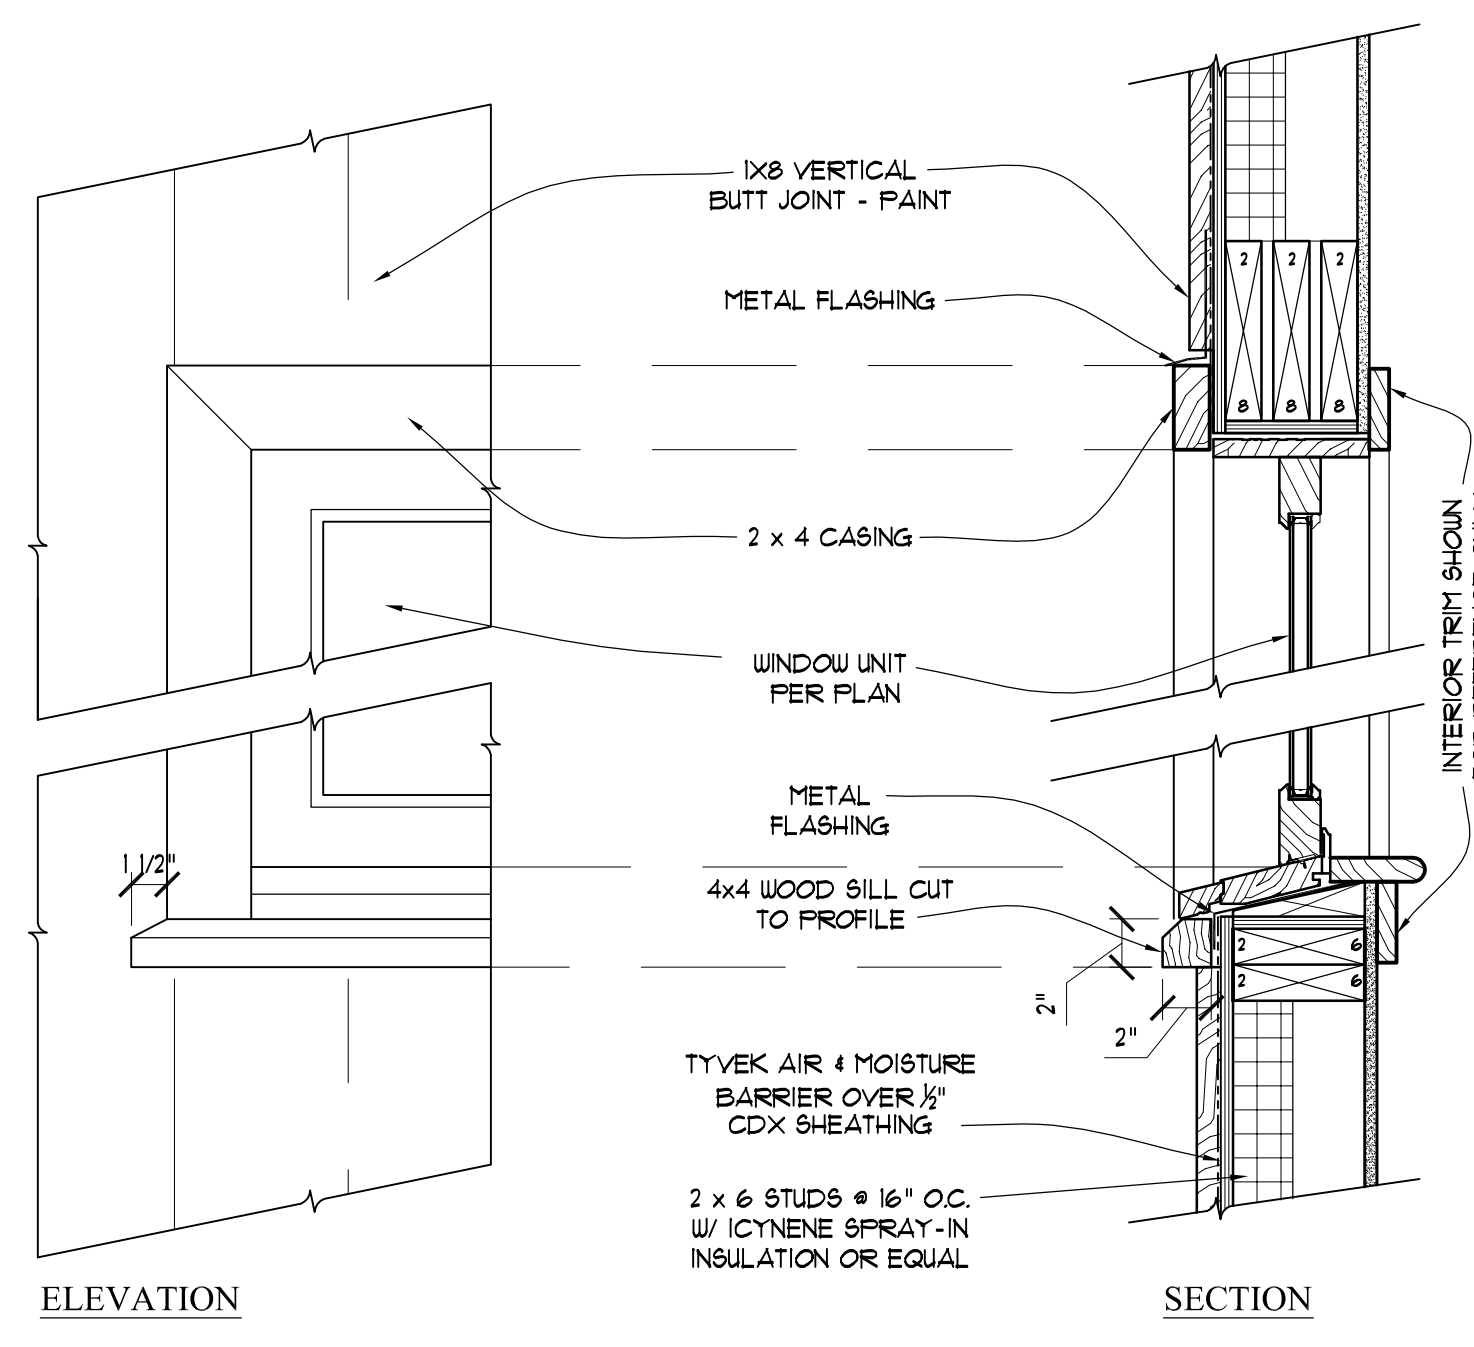 1X8 VERTICAL
BUTT JOINT - PAINT
METAL FLASHING
2 2 2
8 8 8
2 x 4 CASING
INTERIOR TRIM SHOWN
WINDOW UNIT
PER PLAN
METAL
FLASHING
1 1/2"
4x4 WOOD SILL CUT
TO PROFILE
2 6
2 6
2"
2"
TYVEK AIR & MOISTURE
BARRIER OVER ½"
CDX SHEATHING
2 x 6 STUDS @ 16" O.C.
W/ ICYNENE SPRAY-IN
INSULATION OR EQUAL
ELEVATION
SECTION